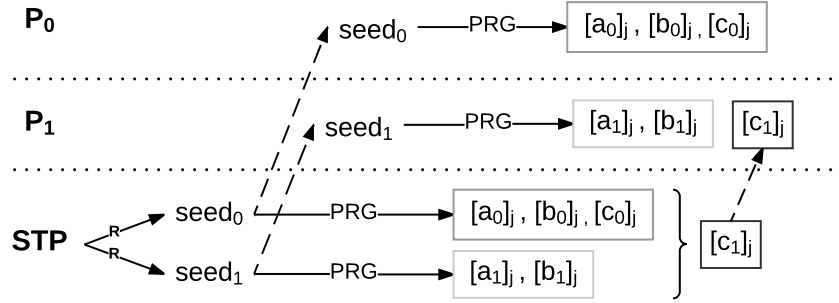 P0
seed0 PRG [a0]j , [b0]j , [c0]j
P1
seed1 PRG [a1]j , [b1]j [c1]j
STP
R seed0 PRG [a0]j , [b0]j , [c0]j
[c1]j
R seed1 PRG [a1]j , [b1]j